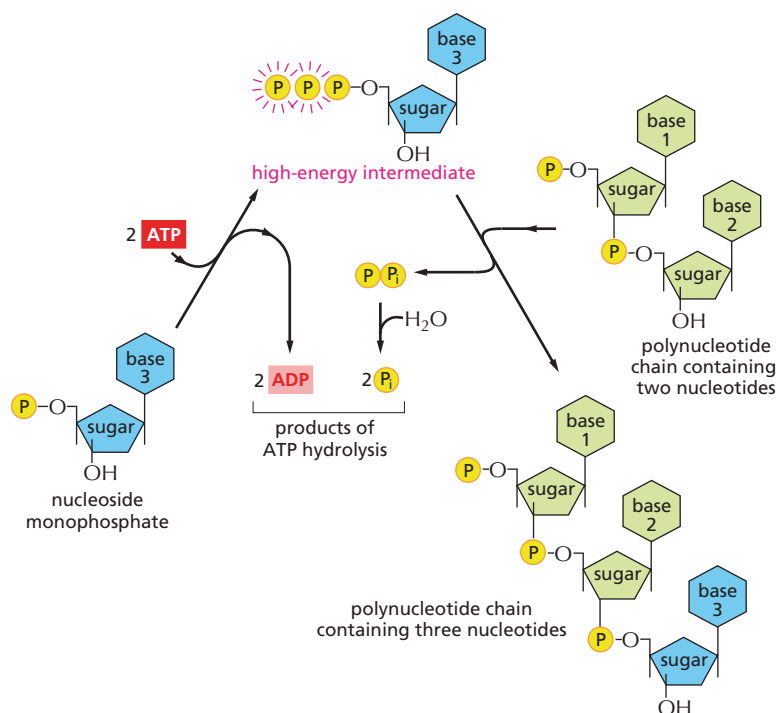 base
3
P P P O
sugar
OH
high-energy intermediate
base
1
P O
sugar
base
2
P O
sugar
OH
polynucleotide
chain containing
two nucleotides
2 ATP
P Pi
H2O
2 ADP
2 Pi
products of
ATP hydrolysis
base
3
P O
sugar
OH
nucleoside
monophosphate
base
1
P O
sugar
base
2
P O
sugar
base
3
P O
sugar
OH
polynucleotide chain
containing three nucleotides